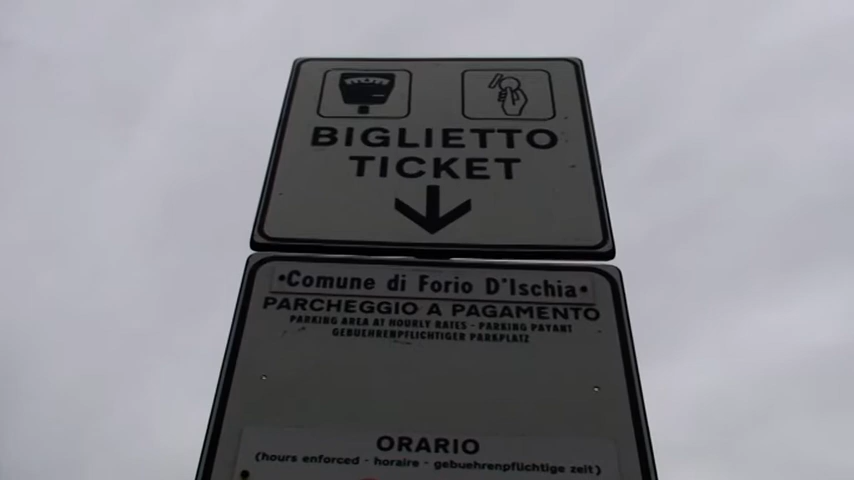 BIGLIETTO
TICKET
•Comune di Forio D'Ischia•
PARCHEGGIO A PAGAMENTO
PARKING AREA AT HOURLY RATES - PARKING PAYANT
GEBUEHRENPFLICHTIGER PARKPLATZ
ORARIO
(hours enforced - horaire - gebuehrenpflichtige zeit)